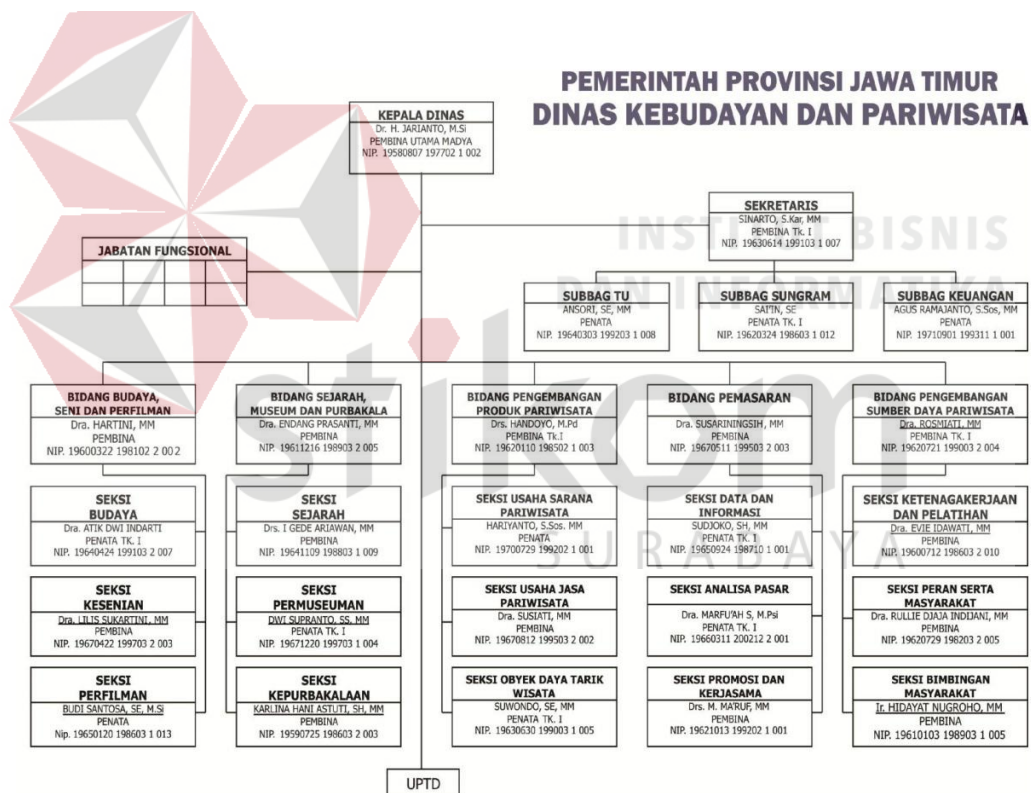 PEMERINTAH PROVINSI JAWA TIMUR
DINAS KEBUDAYAN DAN PARIWISATA
KEPALA DINAS
Dr. H. JARIANTO, M.Si
PEMBINA UTAMA MADYA
NIP. 19580807 197702 1 002
SEKRETARIS
SINARTO, S.Kar, MM
PEMBINA Tk. I
NIP. 19630614 199103 1 007
INSTITUT BISNIS
DAN INFORMATIKA
JABATAN FUNGSIONAL
SUBBAG TU
ANSORI, SE, MM
PENATA
NIP. 19640303 199203 1 008
SUBBAG SUNGRAM
SAI'IN, SE
PENATA TK. I
NIP. 19620324 198603 1 012
SUBBAG KEUANGAN
AGUS RAMAJANTO, S.Sos, MM
PENATA
NIP. 19710901 199311 1 001
BIDANG BUDAYA,
SENI DAN PERFILMAN
Dra. HARTINI, MM
PEMBINA
NIP. 19600322 198102 2 002
BIDANG SEJARAH,
MUSEUM DAN PURBAKALA
Dra. ENDANG PRASANTI, MM
PEMBINA
NIP. 19611216 198903 2 005
BIDANG PENGEMBANGAN
PRODUK PARIWISATA
Drs. HANDOYO, M.Pd
PEMBINA Tk.I
NIP. 19620110 198502 1 003
BIDANG PEMASARAN
Dra. SUSARININGSIH, MM
PEMBINA
NIP. 19670511 199503 2 003
BIDANG PENGEMBANGAN
SUMBER DAYA PARIWISATA
Dra. ROSMIATI, MM
PEMBINA TK. I
NIP. 19620721 199003 2 004
stikom
SURABAYA
SEKSI
BUDAYA
Dra. ATIK DWI INDARTI
PENATA TK. I
NIP. 19640424 199103 2 007
SEKSI
SEJARAH
Drs. I GEDE ARIAWAN, MM
PEMBINA
NIP. 19641109 198803 1 009
SEKSI USAHA SARANA
PARIWISATA
HARIYANTO, S.Sos. MM
PENATA
NIP. 19700729 199202 1 001
SEKSI DATA DAN
INFORMASI
SUDJOKO, SH, MM
PENATA TK. I
NIP. 19650924 198710 1 001
SEKSI KETENAGAKERJAAN
DAN PELATIHAN
Dra. EVIE IDAWATI, MM
PEMBINA
NIP. 19600712 198603 2 010
SEKSI
KESENIAN
Dra. LILIS SUKARTINI, MM
PEMBINA
NIP. 19670422 199703 2 003
SEKSI
PERMUSEUMAN
DWI SUPRANTO, SS, MM
PENATA TK. I
NIP. 19671220 199703 1 004
SEKSI USAHA JASA
PARIWISATA
Dra. SUSIATI, MM
PEMBINA
NIP. 19670812 199503 2 002
SEKSI ANALISA PASAR
Dra. MARFU'AH S, M.Psi
PENATA TK. I
NIP. 19660311 200212 2 001
SEKSI PERAN SERTA
MASYARAKAT
Dra. RULLIE DJAJA INDIJANI, MM
PEMBINA
NIP. 19620729 198203 2 005
SEKSI
PERFILMAN
BUDI SANTOSA, SE, M.Si
PENATA
Nip. 19650120 198603 1 013
SEKSI
KEPURBAKALAAN
KARLINA HANI ASTUTI, SH, MM
PEMBINA
NIP. 19590725 198603 2 003
SEKSI OBYEK DAYA TARIK
WISATA
SUWONDO, SE, MM
PENATA TK. I
NIP. 19630630 199003 1 005
SEKSI PROMOSI DAN
KERJASAMA
Drs. M. MA'RUF, MM
PEMBINA
NIP. 19621013 199202 1 001
SEKSI BIMBINGAN
MASYARAKAT
Ir. HIDAYAT NUGROHO, MM
PEMBINA
NIP. 19610103 198903 1 005
UPTD